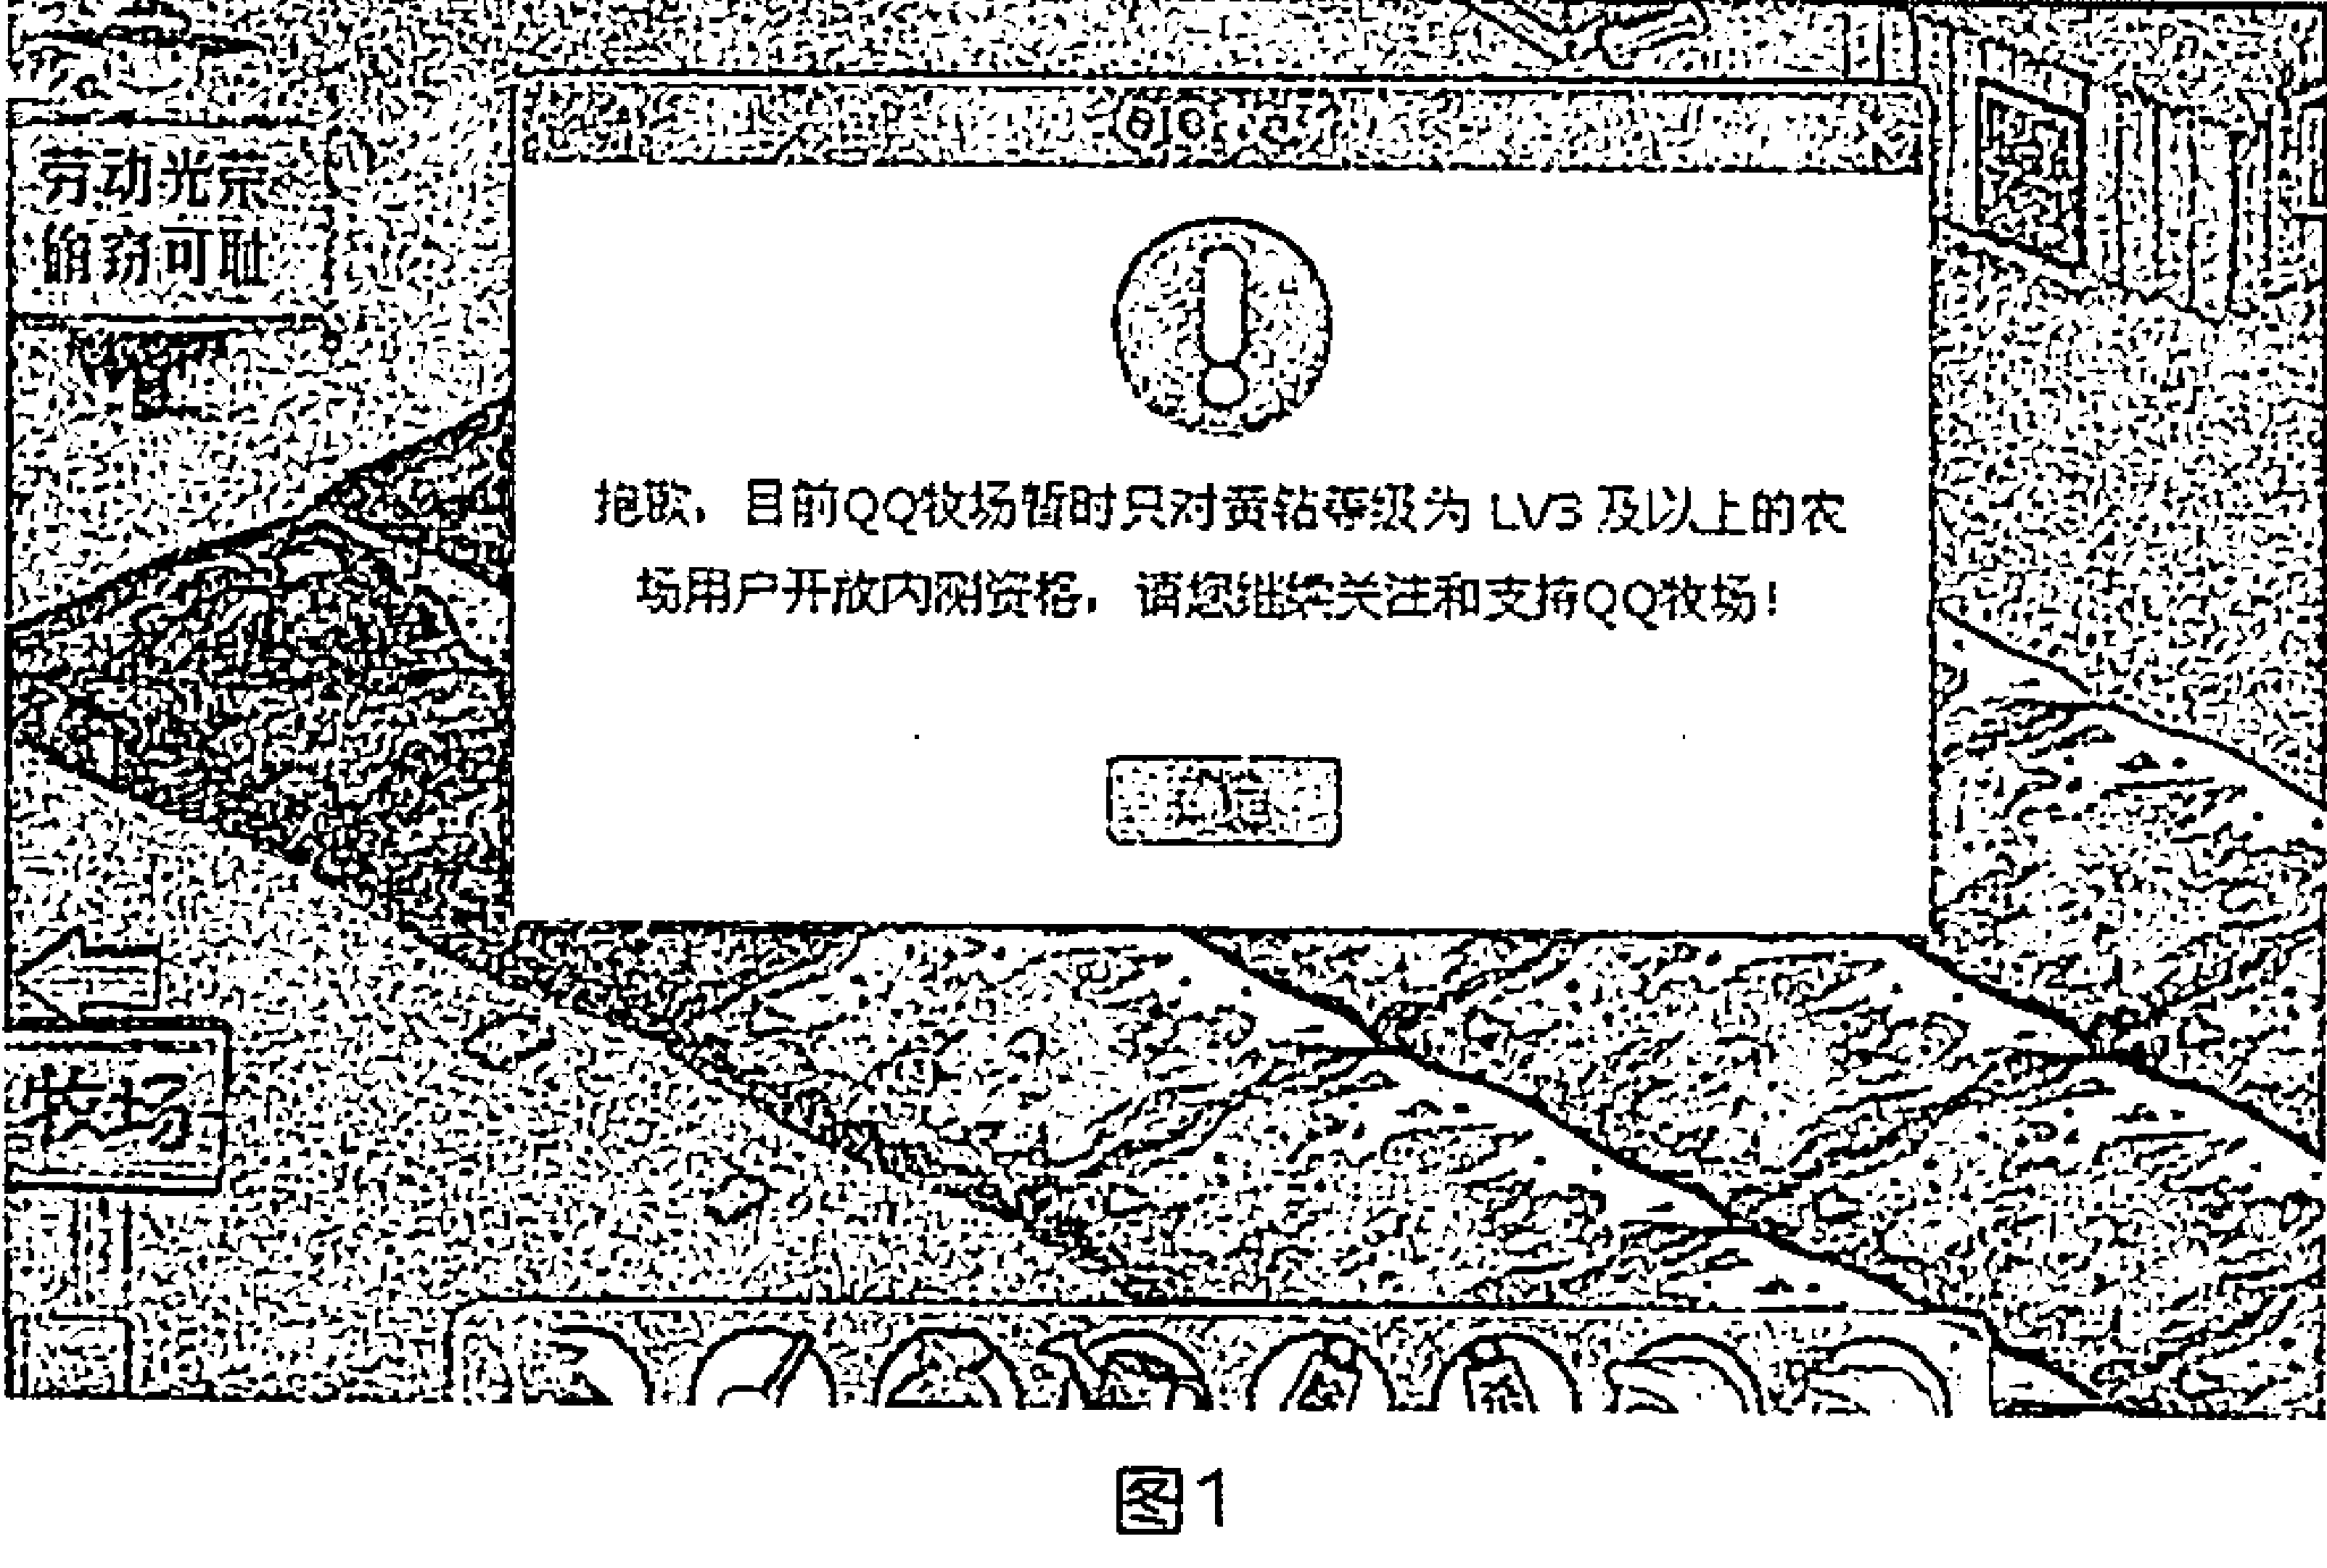 劳动光荣
偷窃可耻
抱歉，目前QQ牧场暂时只对黄钻等级为 LV3 及以上的农
场用户开放内测资格，请您继续关注和支持QQ牧场！
确定
牧场
图1